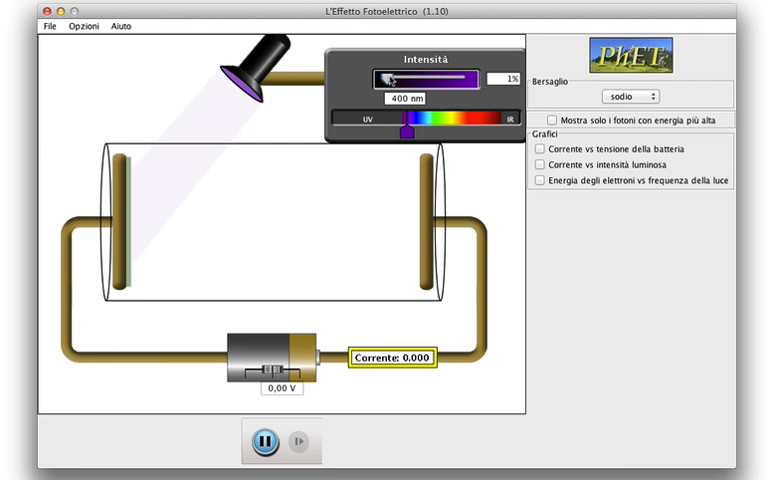 L'Effetto Fotoelettrico (1.10)
File Opzioni Aiuto
Intensità
1%
400 nm
UV IR
PhET
Bersaglio
sodio
Mostra solo i fotoni con energia più alta
Grafici
Corrente vs tensione della batteria
Corrente vs intensità luminosa
Energia degli elettroni vs frequenza della luce
Corrente: 0.000
0,00 V